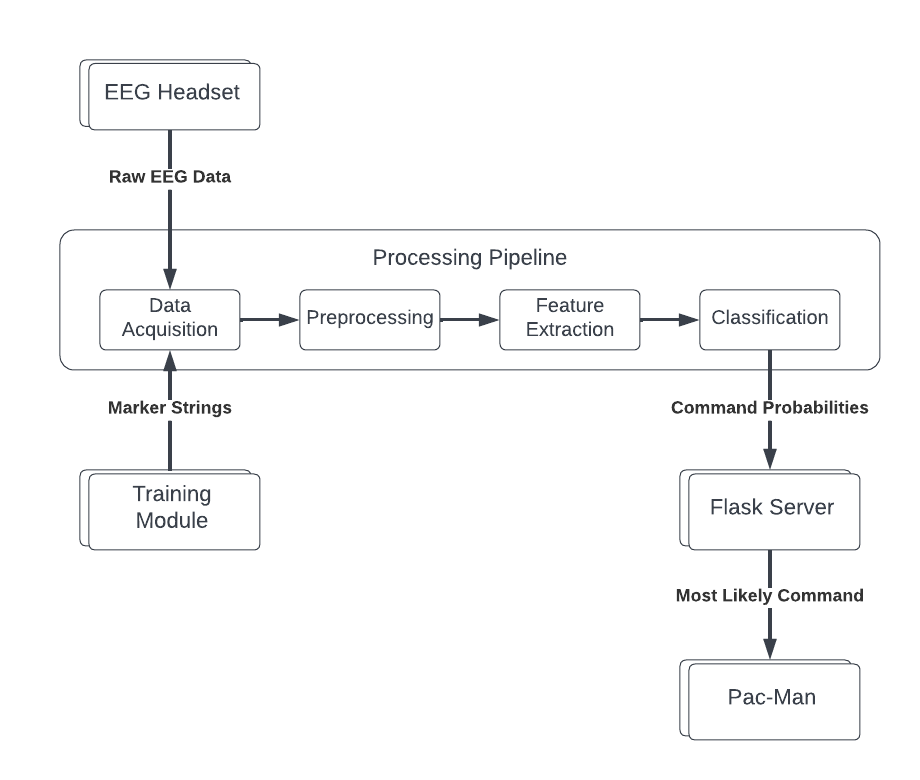 EEG Headset
Raw EEG Data
Processing Pipeline
Data
Acquisition
Preprocessing
Feature
Extraction
Classification
Marker Strings
Command Probabilities
Training
Module
Flask Server
Most Likely Command
Pac-Man